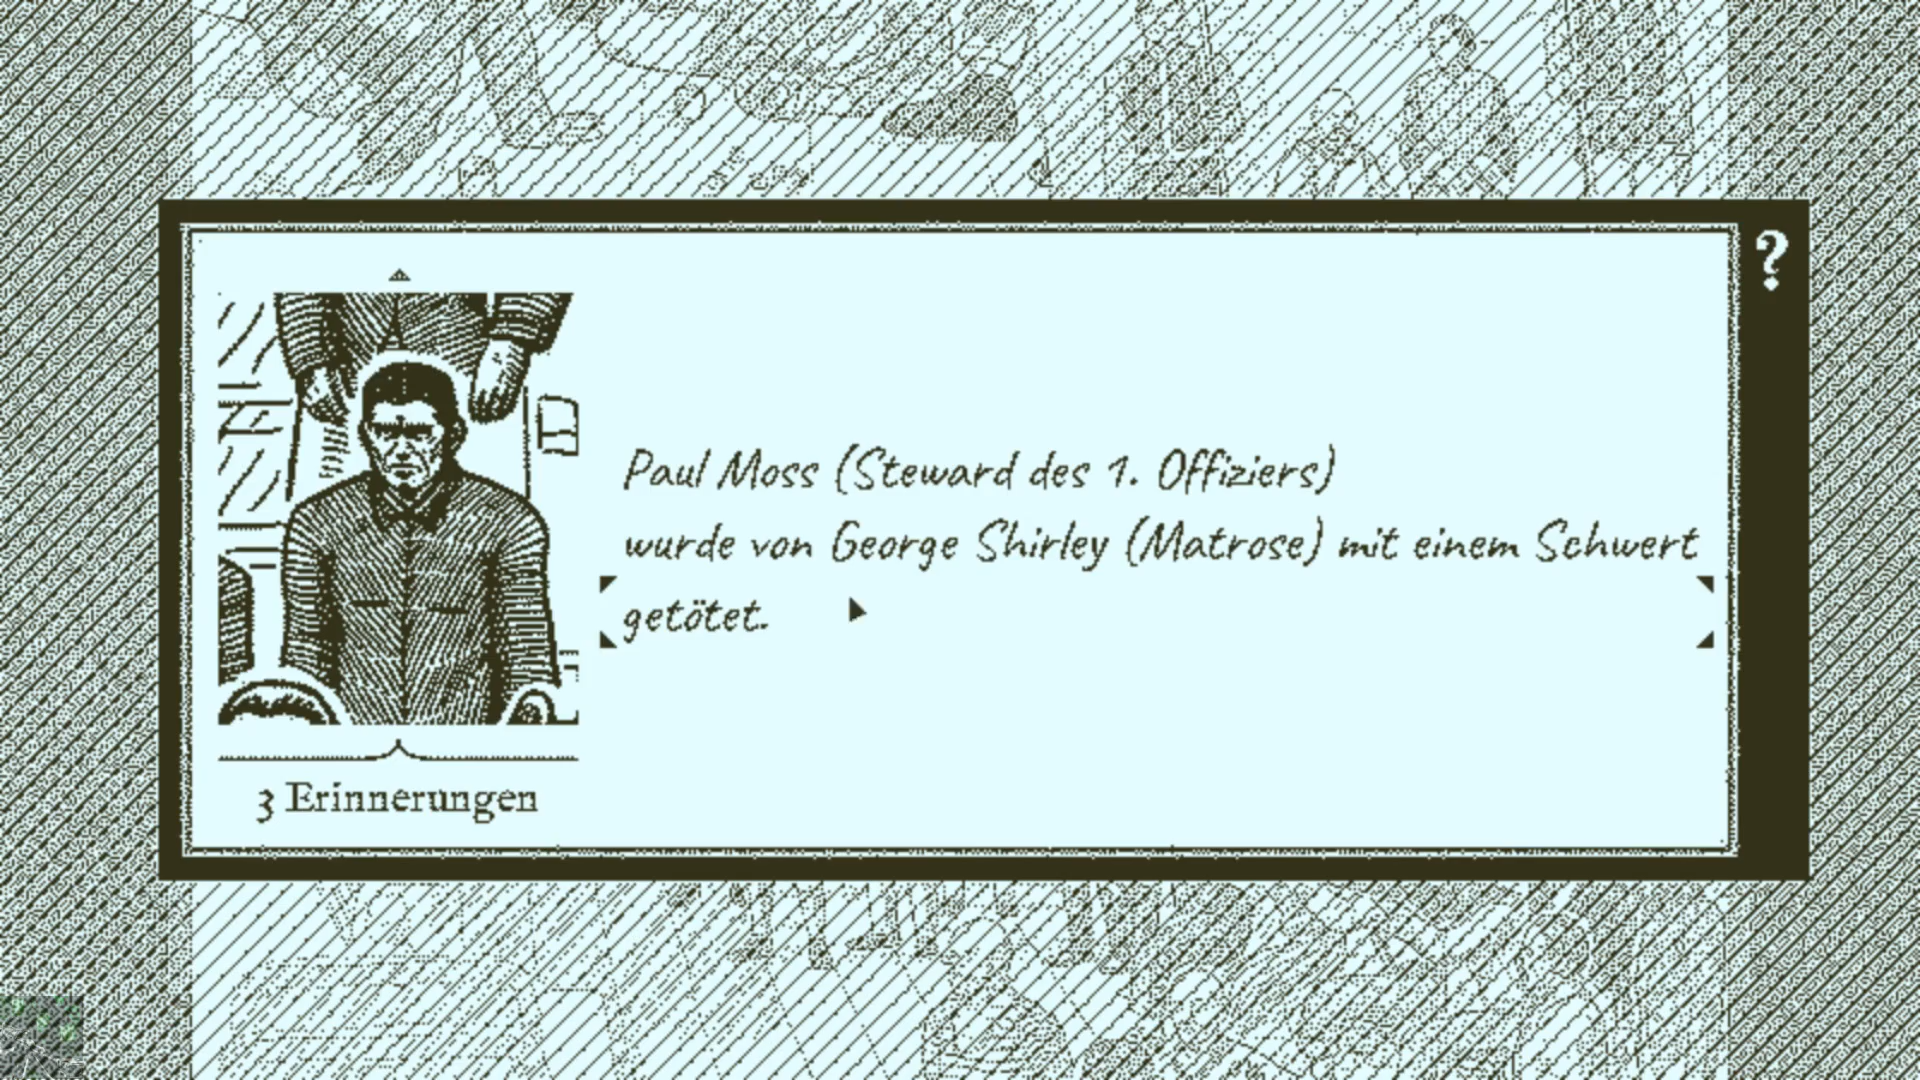 ?
Paul Moss (Steward des 1. Offiziers)
wurde von George Shirley (Matrose) mit einem Schwert
getötet.
3 Erinnerungen